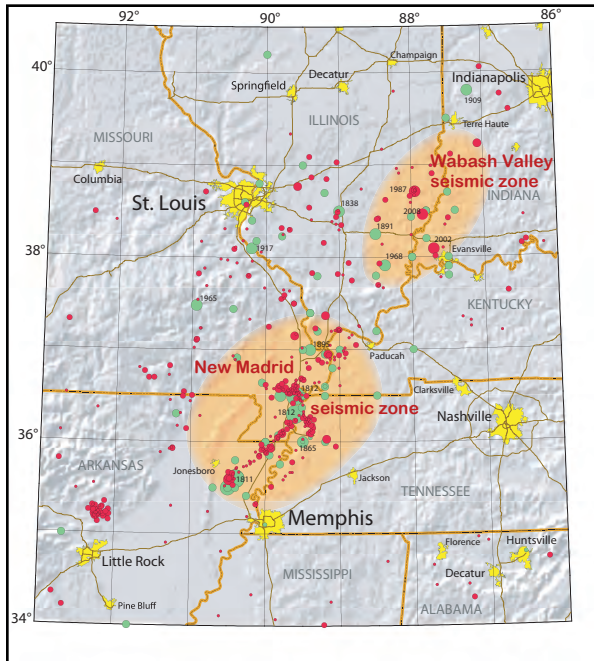 92° 90° 88° 86°
40°
Champaign
Decatur
Springfield
Indianapolis
1909
Terre Haute
ILLINOIS
MISSOURI
Wabash Valley
seismic zone
Columbia
1987
INDIANA
St. Louis
1838
2008
1891
2002
38°
1917
1968
Evansville
1965
KENTUCKY
1895
Paducah
New Madrid
1812
Clarksville
seismic zone
1812
Nashville
36°
1865
ARKANSAS
Jonesboro
1811
Jackson
TENNESSEE
Memphis
Florence
Huntsville
Little Rock
Decatur
MISSISSIPPI
Pine Bluff
ALABAMA
34°